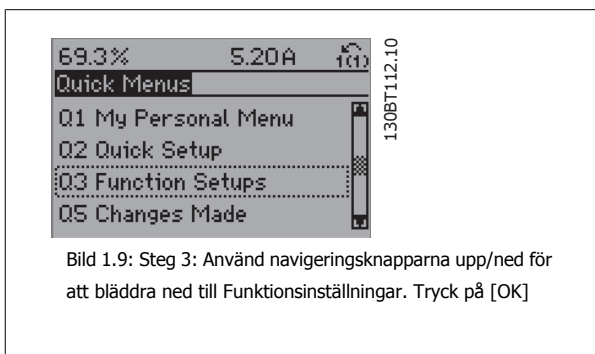 69.3% 5.20A 1(1)
Quick Menus
Q1 My Personal Menu
Q2 Quick Setup
Q3 Function Setups
Q5 Changes Made
130BT112.10
Bild 1.9: Steg 3: Använd navigeringsknapparna upp/ned för
att bläddra ned till Funktionsinställningar. Tryck på [OK]